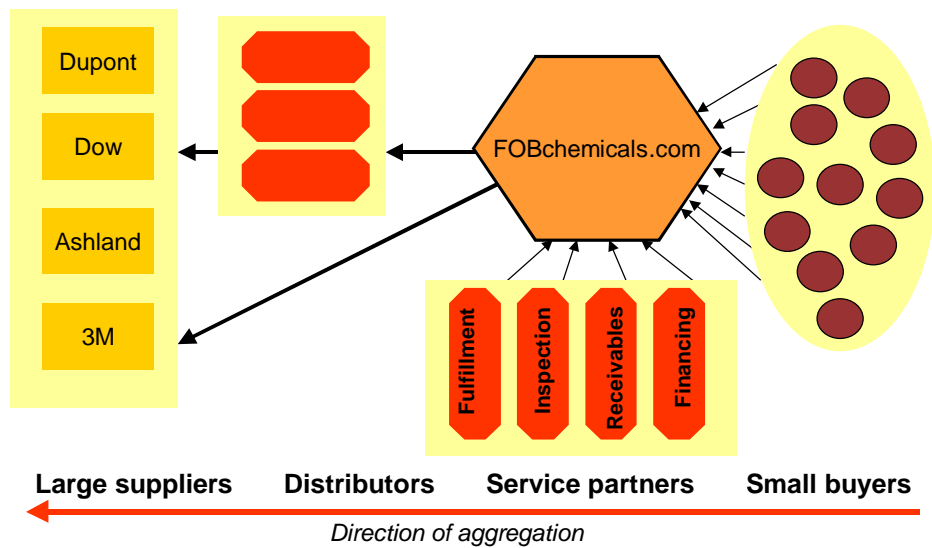 Dupont
Dow
Ashland
3M
FOBchemicals.com
Fulfillment
Inspection
Receivables
Financing
Large suppliers
Distributors
Service partners
Small buyers
Direction of aggregation